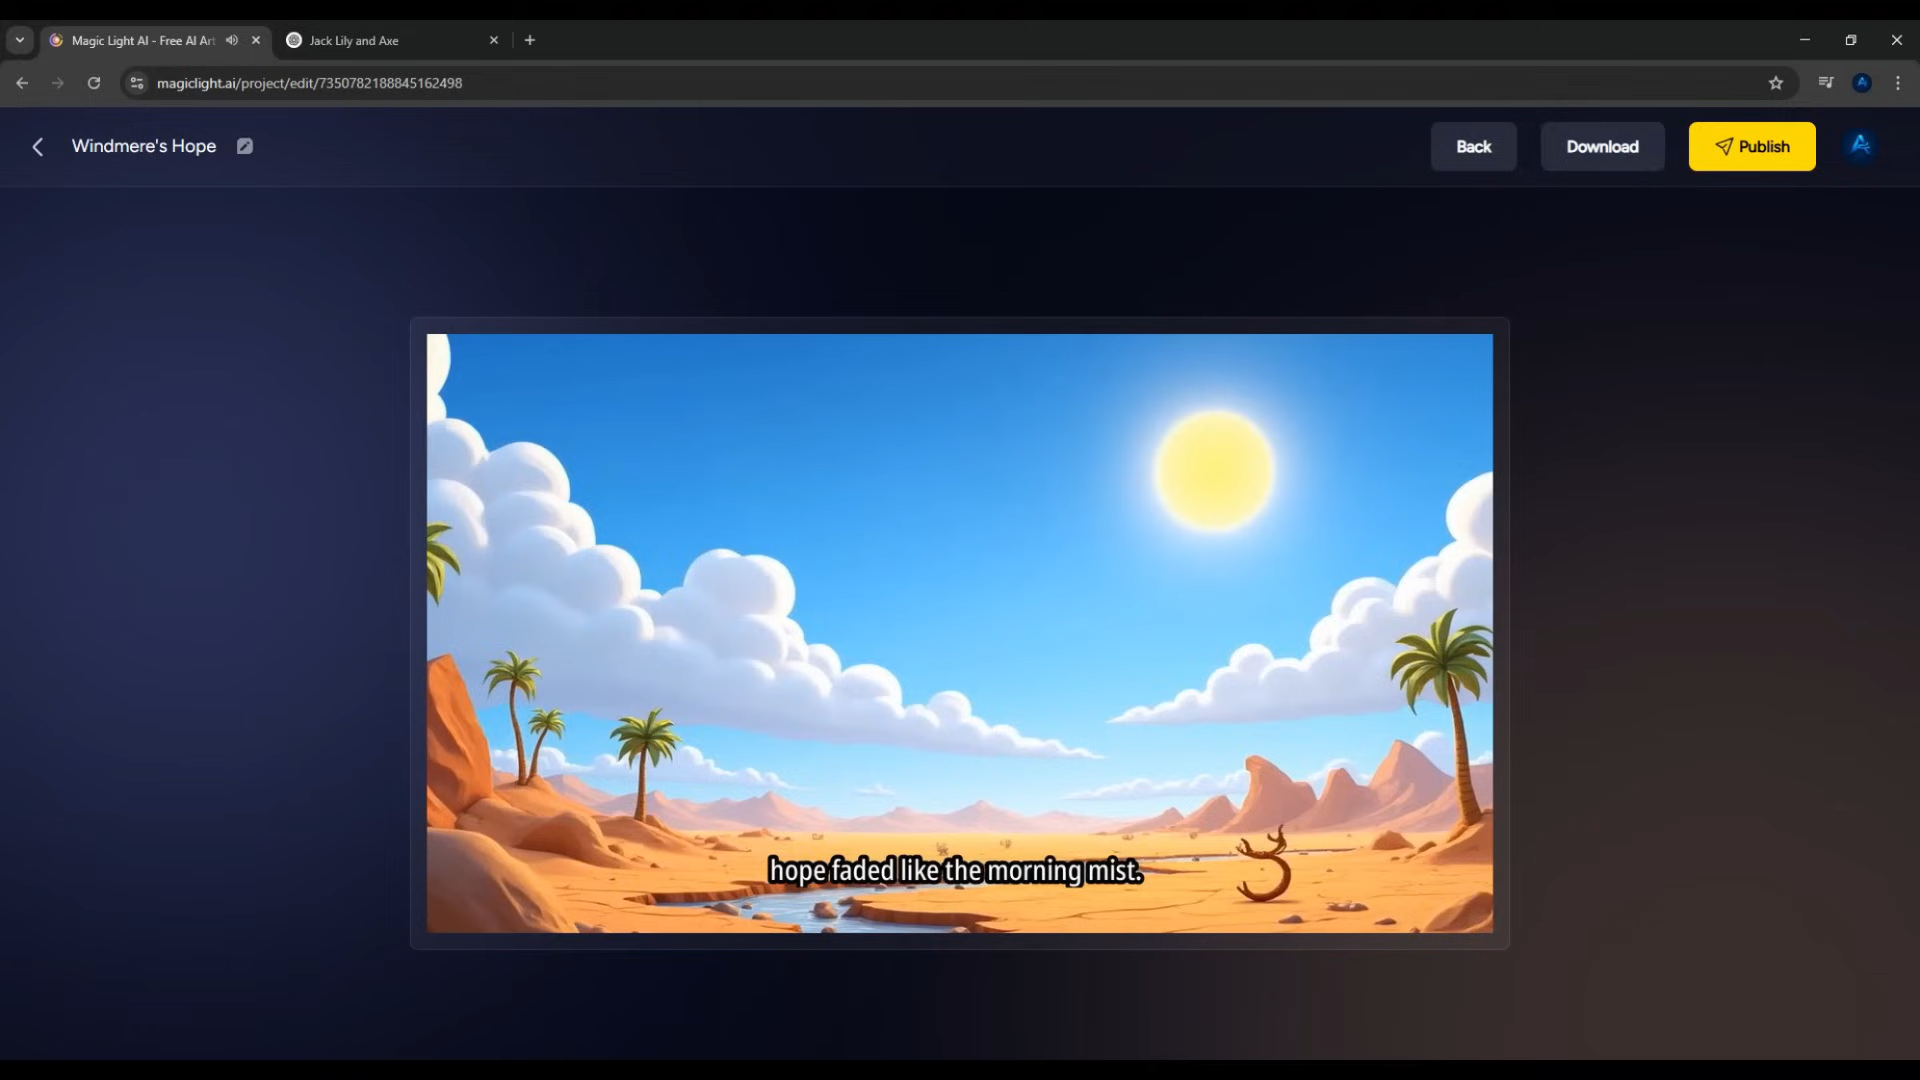 Magic Light AI - Free AI Art
Jack Lily and Axe
magiclight.ai/project/edit/7350782188845162498
Windmere's Hope
Back
Download
Publish
hope faded like the morning mist.